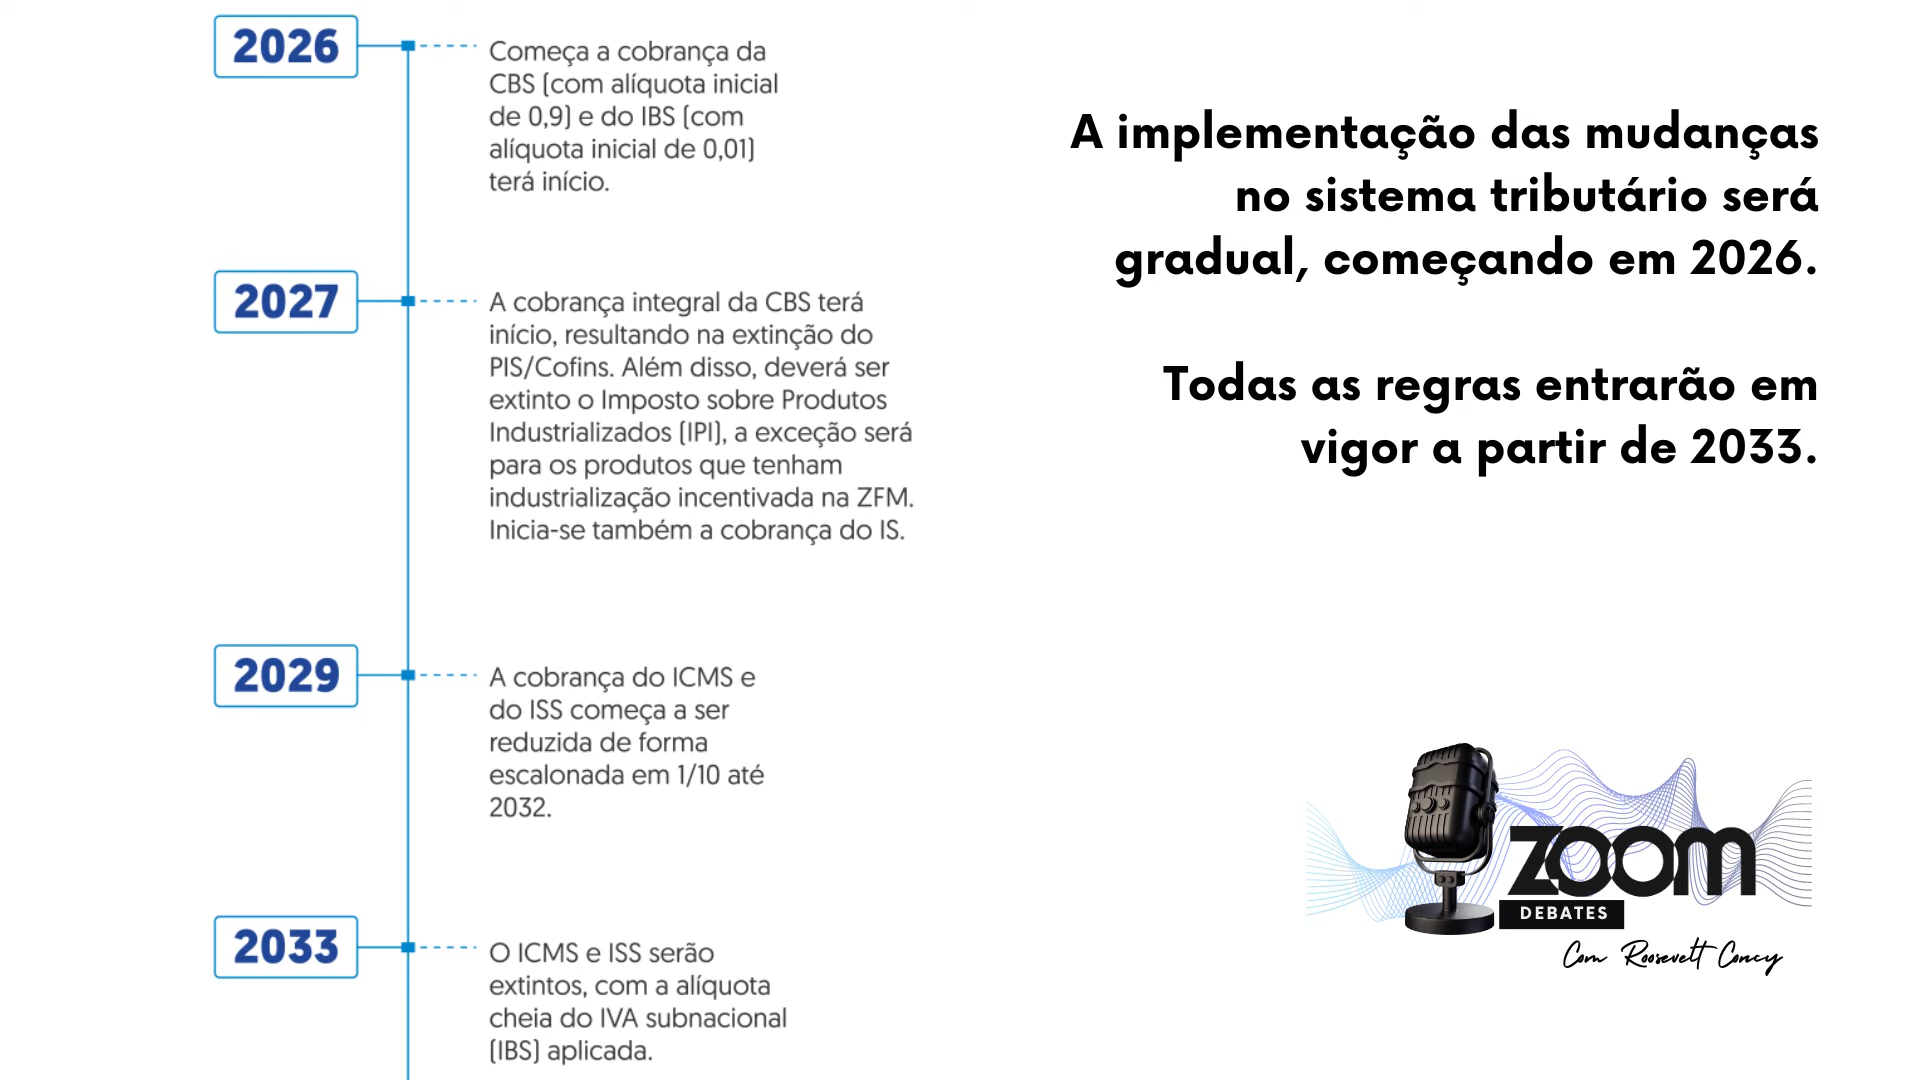 2026
Começa a cobrança da
CBS (com alíquota inicial
de 0,9) e do IBS (com
alíquota inicial de 0,01)
terá início.
2027
A cobrança integral da CBS terá
início, resultando na extinção do
PIS/Cofins. Além disso, deverá ser
extinto o Imposto sobre Produtos
Industrializados (IPI), a exceção será
para os produtos que tenham
industrialização incentivada na ZFM.
Inicia-se também a cobrança do IS.
2029
A cobrança do ICMS e
do ISS começa a ser
reduzida de forma
escalonada em 1/10 até
2032.
2033
O ICMS e ISS serão
extintos, com a alíquota
cheia do IVA subnacional
(IBS) aplicada.
A implementação das mudanças
no sistema tributário será
gradual, começando em 2026.
Todas as regras entrarão em
vigor a partir de 2033.
zoom
DEBATES
Com Roosevelt Concy